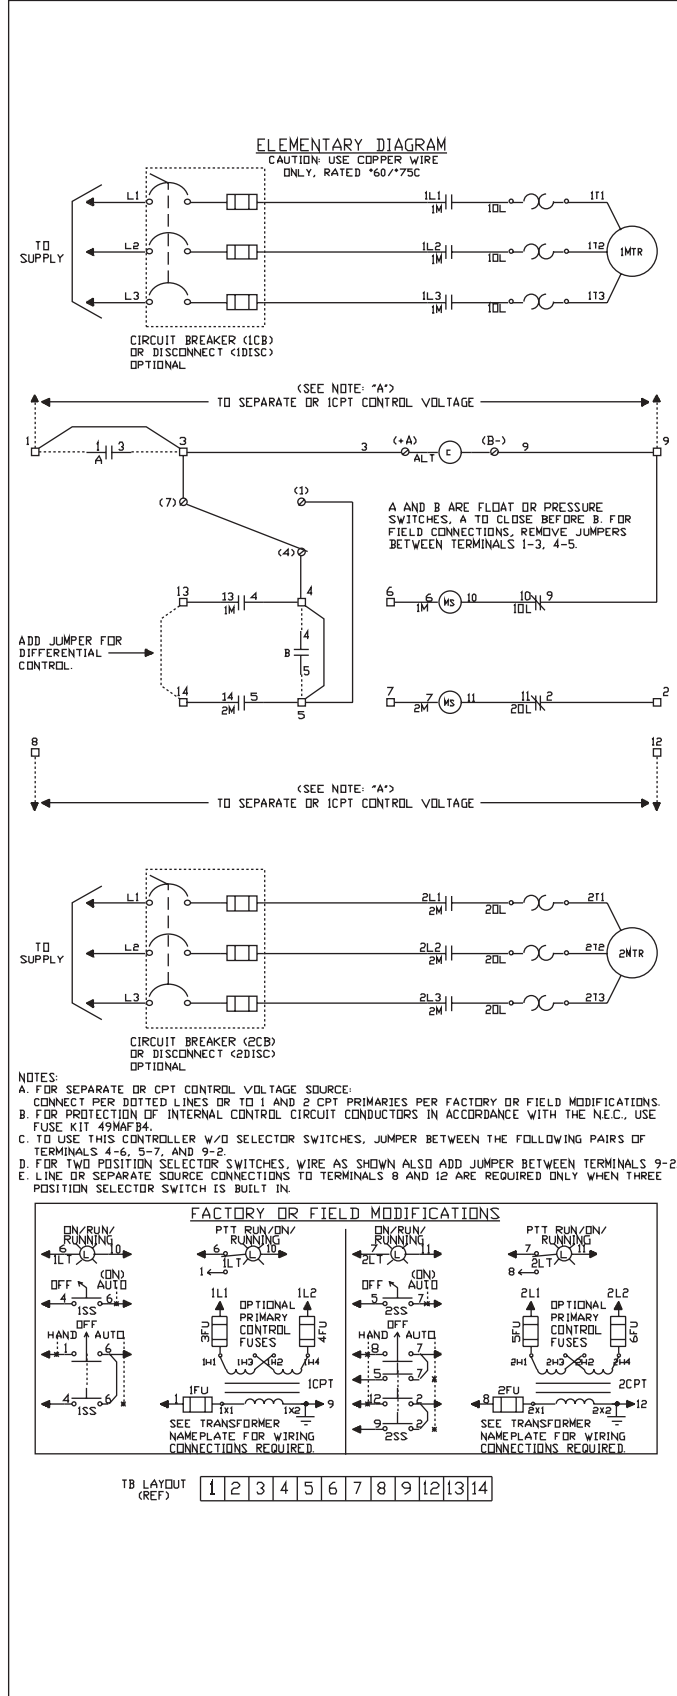 ELEMENTARY DIAGRAM
CAUTION: USE COPPER WIRE
ONLY, RATED °60/°75C
L1
1L1
1M
1OL
1T1
TO
SUPPLY
L2
1L2
1M
1OL
1T2
1MTR
L3
1L3
1M
1OL
1T3
CIRCUIT BREAKER (1CB)
OR DISCONNECT (1DISC)
OPTIONAL
(SEE NOTE: "A")
TO SEPARATE OR 1CPT CONTROL VOLTAGE
1
1 3
A
3
3
(+A)
ALT
E
(B-)
9
9
(7)
(1)
(4)
A AND B ARE FLOAT OR PRESSURE
SWITCHES, A TO CLOSE BEFORE B. FOR
FIELD CONNECTIONS, REMOVE JUMPERS
BETWEEN TERMINALS 1-3, 4-5.
13
13 4
1M
4
6
6
1M
MS
10
10 9
1OL
4
B
5
ADD JUMPER FOR
DIFFERENTIAL
CONTROL.
14
14 5
2M
5
7
7
2M
MS
11
11 2
2OL
2
8
12
(SEE NOTE: "A")
TO SEPARATE OR 1CPT CONTROL VOLTAGE
L1
2L1
2M
2OL
2T1
TO
SUPPLY
L2
2L2
2M
2OL
2T2
2MTR
L3
2L3
2M
2OL
2T3
CIRCUIT BREAKER (2CB)
OR DISCONNECT (2DISC)
OPTIONAL
NOTES:
A. FOR SEPARATE OR CPT CONTROL VOLTAGE SOURCE:
CONNECT PER DOTTED LINES OR TO 1 AND 2 CPT PRIMARIES PER FACTORY OR FIELD MODIFICATIONS.
B. FOR PROTECTION OF INTERNAL CONTROL CIRCUIT CONDUCTORS IN ACCORDANCE WITH THE N.E.C., USE
FUSE KIT 49MAFB4.
C. TO USE THIS CONTROLLER W/O SELECTOR SWITCHES, JUMPER BETWEEN THE FOLLOWING PAIRS OF
TERMINALS 4-6, 5-7, AND 9-2.
D. FOR TWO POSITION SELECTOR SWITCHES, WIRE AS SHOWN ALSO ADD JUMPER BETWEEN TERMINALS 9-2
E. LINE OR SEPARATE SOURCE CONNECTIONS TO TERMINALS 8 AND 12 ARE REQUIRED ONLY WHEN THREE
POSITION SELECTOR SWITCH IS BUILT IN.
FACTORY OR FIELD MODIFICATIONS
ON/RUN/
RUNNING
6
1LT
L
10
OFF
(ON)
AUTO
4
1SS
6
OFF
HAND AUTO
1
6
4
1SS
6
PTT RUN/ON/
RUNNING
6
L
10
1LT
1
1L1
1L2
3FU
OPTIONAL
PRIMARY
CONTROL
FUSES
4FU
1H1
1H3
1H2
1H4
1CPT
1
1FU
1X1
1X2
9
SEE TRANSFORMER
NAMEPLATE FOR WIRING
CONNECTIONS REQUIRED.
ON/RUN/
RUNNING
7
2LT
L
11
OFF
(ON)
AUTO
5
2SS
7
OFF
HAND AUTO
8
7
5
7
12
2
9
2SS
2
PTT RUN/ON/
RUNNING
7
L
11
2LT
8
2L1
2L2
5FU
OPTIONAL
PRIMARY
CONTROL
FUSES
6FU
2H1
2H3
2H2
2H4
2CPT
8
2FU
2X1
2X2
12
SEE TRANSFORMER
NAMEPLATE FOR WIRING
CONNECTIONS REQUIRED.
TB LAYOUT
(REF)
1 2 3 4 5 6 7 8 9 12 13 14